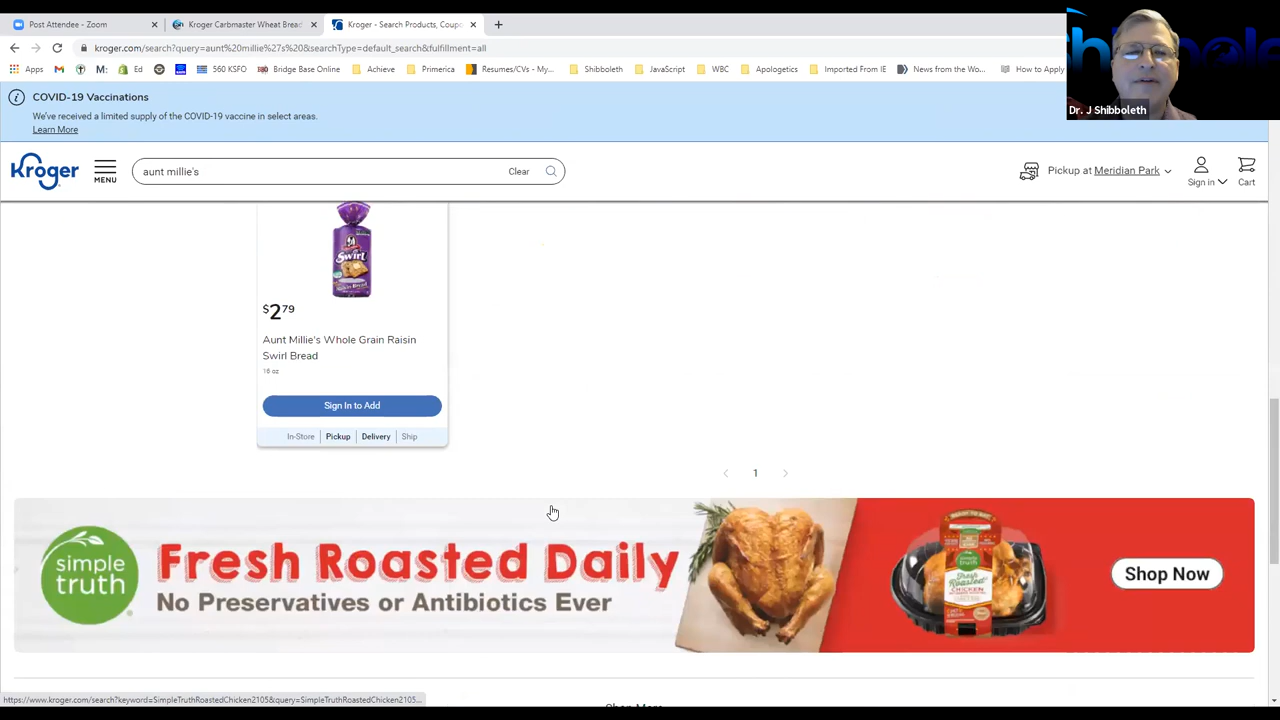 Post Attendee - Zoom
Kroger Carbmaster Wheat Bread
Kroger - Search Products, Coupo
kroger.com/search?query=aunt%20millie%27s%20&searchType=default_search&fulfillment=all
Apps
M:
Ed
560 KSFO
Bridge Base Online
Achieve
Primerica
Resumes/CVs - My...
Shibboleth
JavaScript
WBC
Apologetics
Imported From IE
News from the Wo...
How to Apply
Dr. J Shibboleth
COVID-19 Vaccinations
We've received a limited supply of the COVID-19 vaccine in select areas.
Learn More
Kroger
MENU
aunt millie's
Clear
Pickup at Meridian Park
Sign in
Cart
Swirl
$2 79
Aunt Millie's Whole Grain Raisin
Swirl Bread
16 oz
Sign In to Add
In-Store
Pickup
Delivery
Ship
1
simple
truth
Fresh Roasted Daily
No Preservatives or Antibiotics Ever
simple
truth
Fresh
Roasted
CHICKEN
Shop Now
https://www.kroger.com/search?keyword=SimpleTruthRoastedChicken2105&query=SimpleTruthRoastedChicken2105...